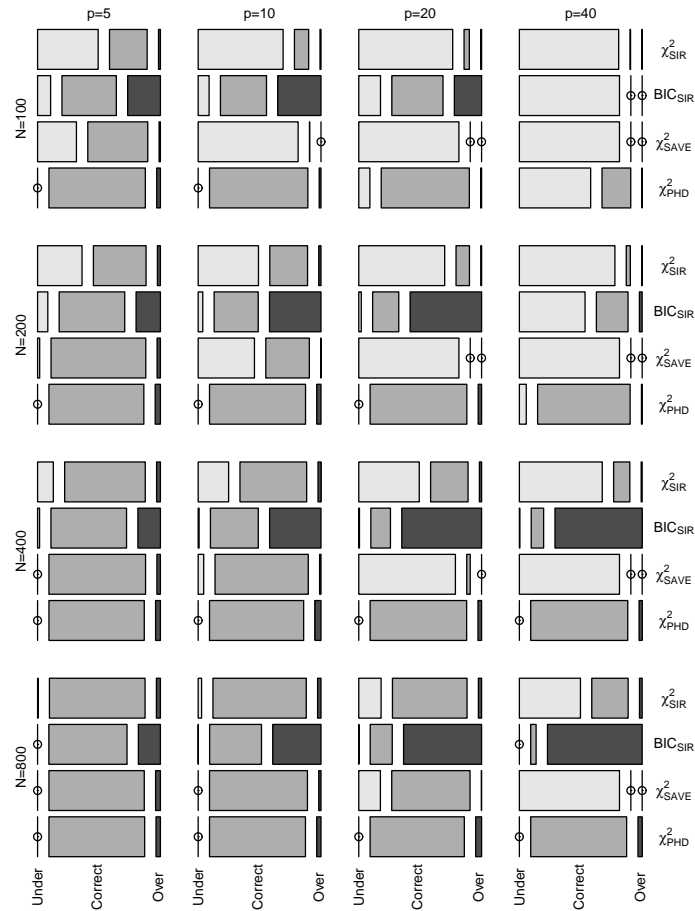 p=5 p=10 p=20 p=40
N=100
χ²SIR
BICSIR
χ²SAVE
χ²PHD
N=200
χ²SIR
BICSIR
χ²SAVE
χ²PHD
N=400
χ²SIR
BICSIR
χ²SAVE
χ²PHD
N=800
χ²SIR
BICSIR
χ²SAVE
χ²PHD
Under Correct Over Under Correct Over Under Correct Over Under Correct Over